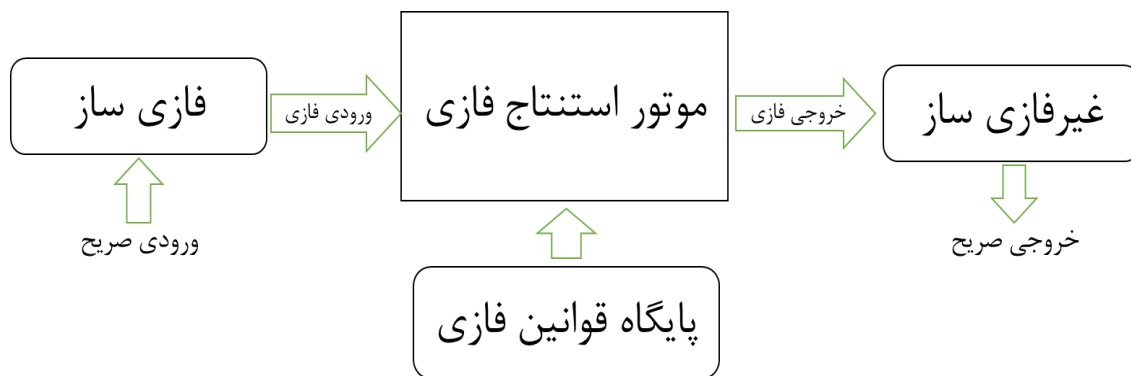 فازی ساز
ورودی فازی
موتور استنتاج فازی
خروجی فازی
غیرفازی ساز
ورودی صریح
خروجی صریح
پایگاه قوانین فازی